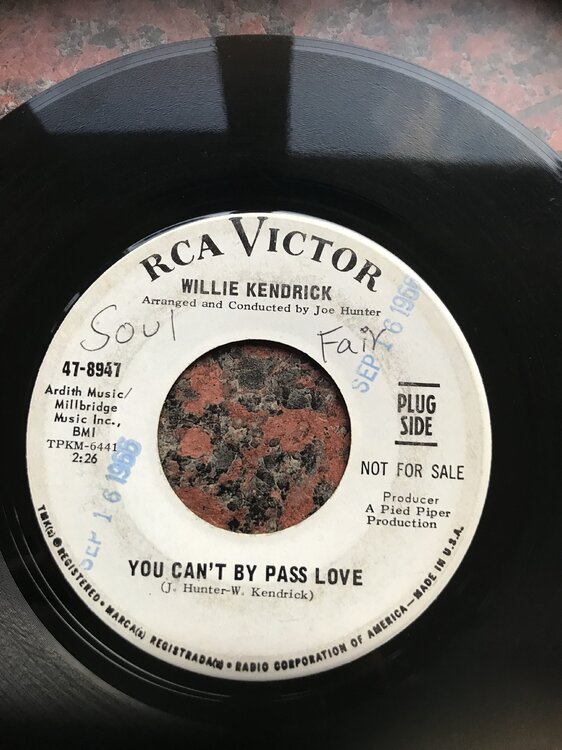 RCA VICTOR
WILLIE KENDRICK
Arranged and Conducted by Joe Hunter
Soul
Fair
SEP 16 1966
47-8947
Ardith Music/
Millbridge
Music Inc.,
BMI
TPKM-6441
2:26
PLUG
SIDE
NOT FOR SALE
Producer
A Pied Piper
Production
SEP 16 1966
YOU CAN'T BY PASS LOVE
(J. Hunter-W. Kendrick)
TMK(s) ® REGISTERED • MARCA(s) REGISTRADA(s) • RADIO CORPORATION OF AMERICA—MADE IN U.S.A.